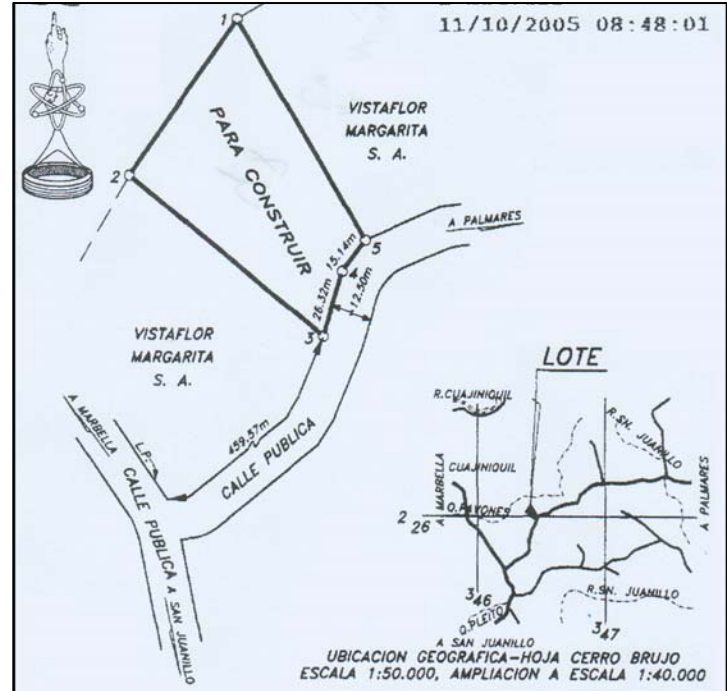 11/10/2005 08:48:01
1
VISTAFLOR
MARGARITA
S. A.
PARA CONSTRUIR
2
A PALMARES
5
15.14m
4
26.32m
12.50m
3
VISTAFLOR
MARGARITA
S. A.
459.57m
CALLE PUBLICA
A MARBELLA
L.P.
CALLE PUBLICA
A SAN JUANILLO
LOTE
R.CUAJINIQUIL
R.SN. JUANILLO
CUAJINIQUIL
A MARBELLA
A PALMARES
Q.PAVONES
2 26
R.SN. JUANILLO
346
347
Q.PLEITO
A SAN JUANILLO
UBICACION GEOGRAFICA-HOJA CERRO BRUJO
ESCALA 1:50.000, AMPLIACION A ESCALA 1:40.000